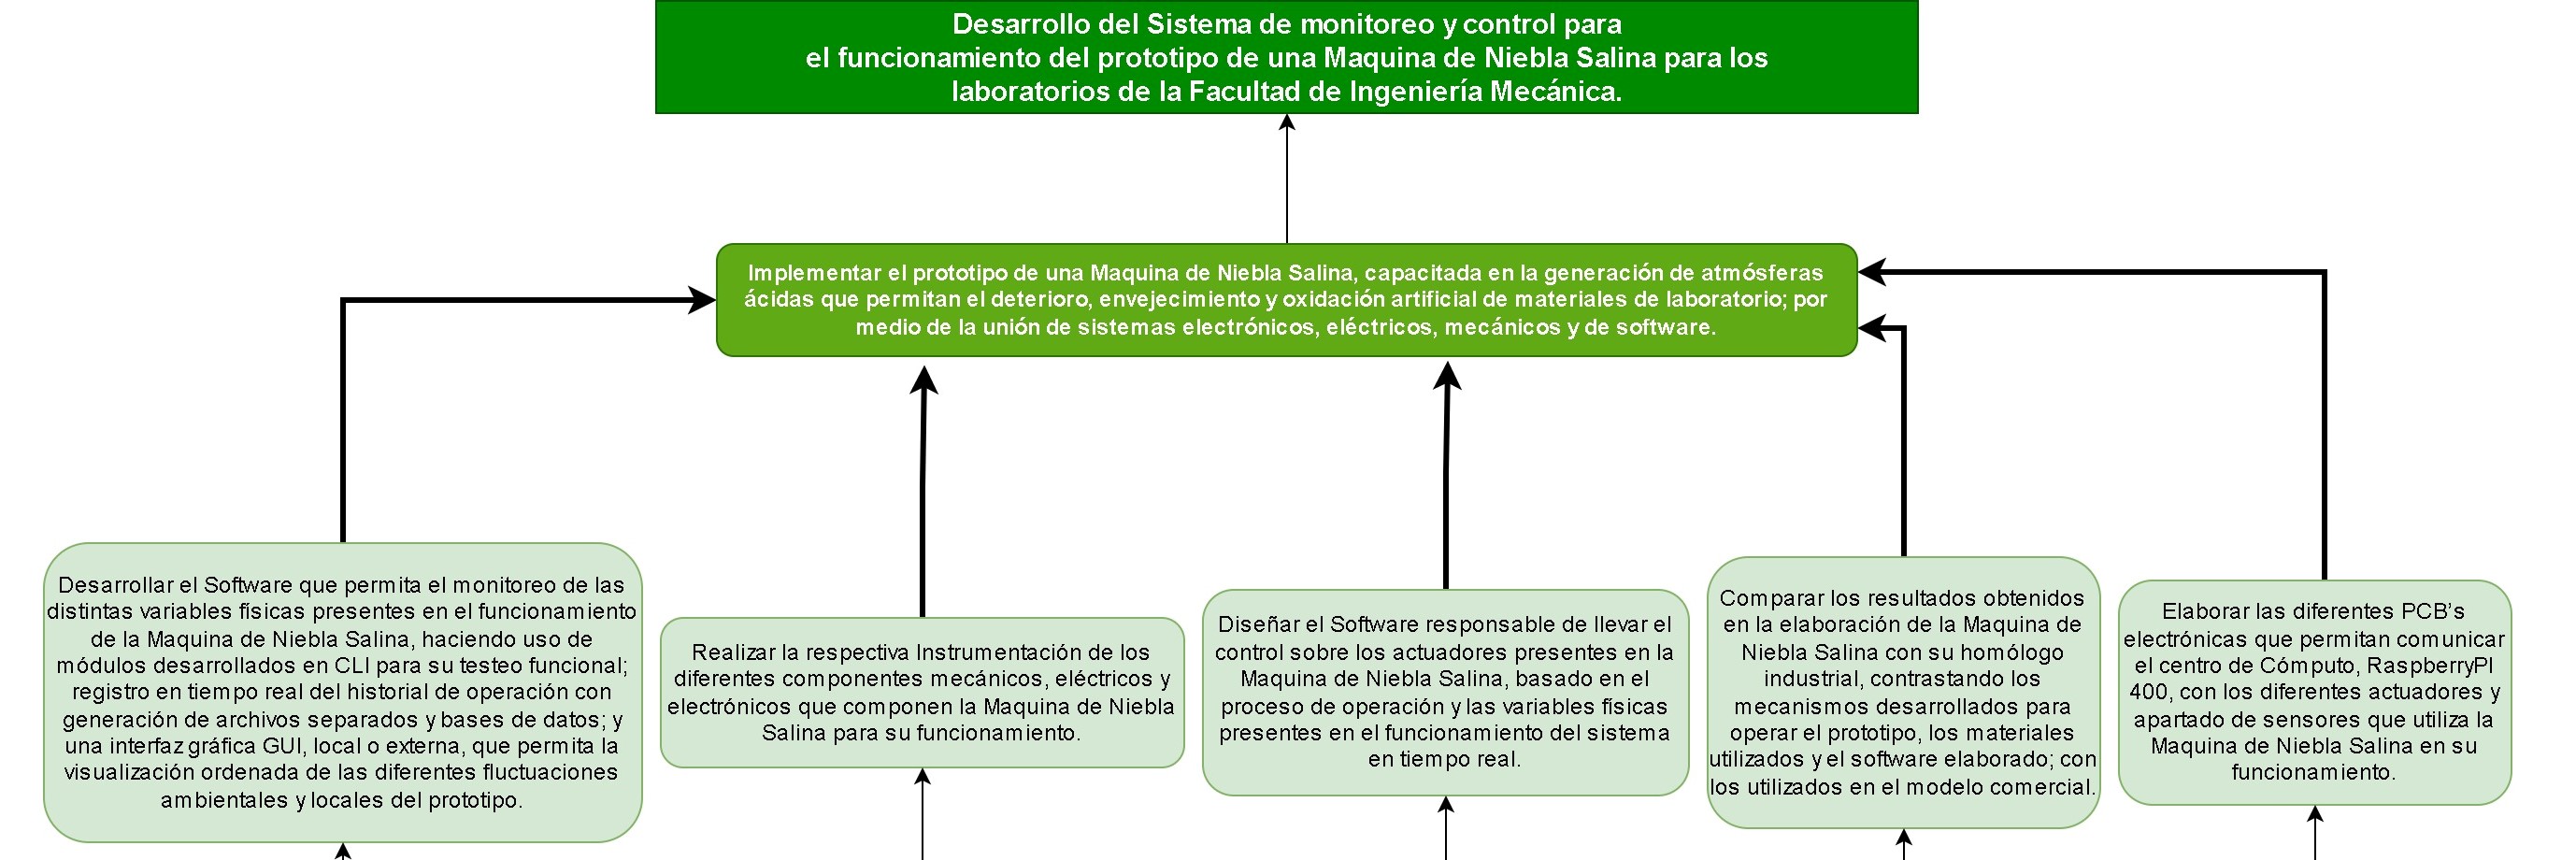 Desarrollo del Sistema de monitoreo y control para
el funcionamiento del prototipo de una Maquina de Niebla Salina para los
laboratorios de la Facultad de Ingeniería Mecánica.
Implementar el prototipo de una Maquina de Niebla Salina, capacitada en la generación de atmósferas
ácidas que permitan el deterioro, envejecimiento y oxidación artificial de materiales de laboratorio; por
medio de la unión de sistemas electrónicos, eléctricos, mecánicos y de software.
Desarrollar el Software que permita el monitoreo de las
distintas variables físicas presentes en el funcionamiento
de la Maquina de Niebla Salina, haciendo uso de
módulos desarrollados en CLI para su testeo funcional;
registro en tiempo real del historial de operación con
generación de archivos separados y bases de datos; y
una interfaz gráfica GUI, local o externa, que permita la
visualización ordenada de las diferentes fluctuaciones
ambientales y locales del prototipo.
Realizar la respectiva Instrumentación de los
diferentes componentes mecánicos, eléctricos y
electrónicos que componen la Maquina de Niebla
Salina para su funcionamiento.
Diseñar el Software responsable de llevar el
control sobre los actuadores presentes en la
Maquina de Niebla Salina, basado en el
proceso de operación y las variables físicas
presentes en el funcionamiento del sistema
en tiempo real.
Comparar los resultados obtenidos
en la elaboración de la Maquina de
Niebla Salina con su homólogo
industrial, contrastando los
mecanismos desarrollados para
operar el prototipo, los materiales
utilizados y el software elaborado; con
los utilizados en el modelo comercial.
Elaborar las diferentes PCB’s
electrónicas que permitan comunicar
el centro de Cómputo, RaspberryPI
400, con los diferentes actuadores y
apartado de sensores que utiliza la
Maquina de Niebla Salina en su
funcionamiento.